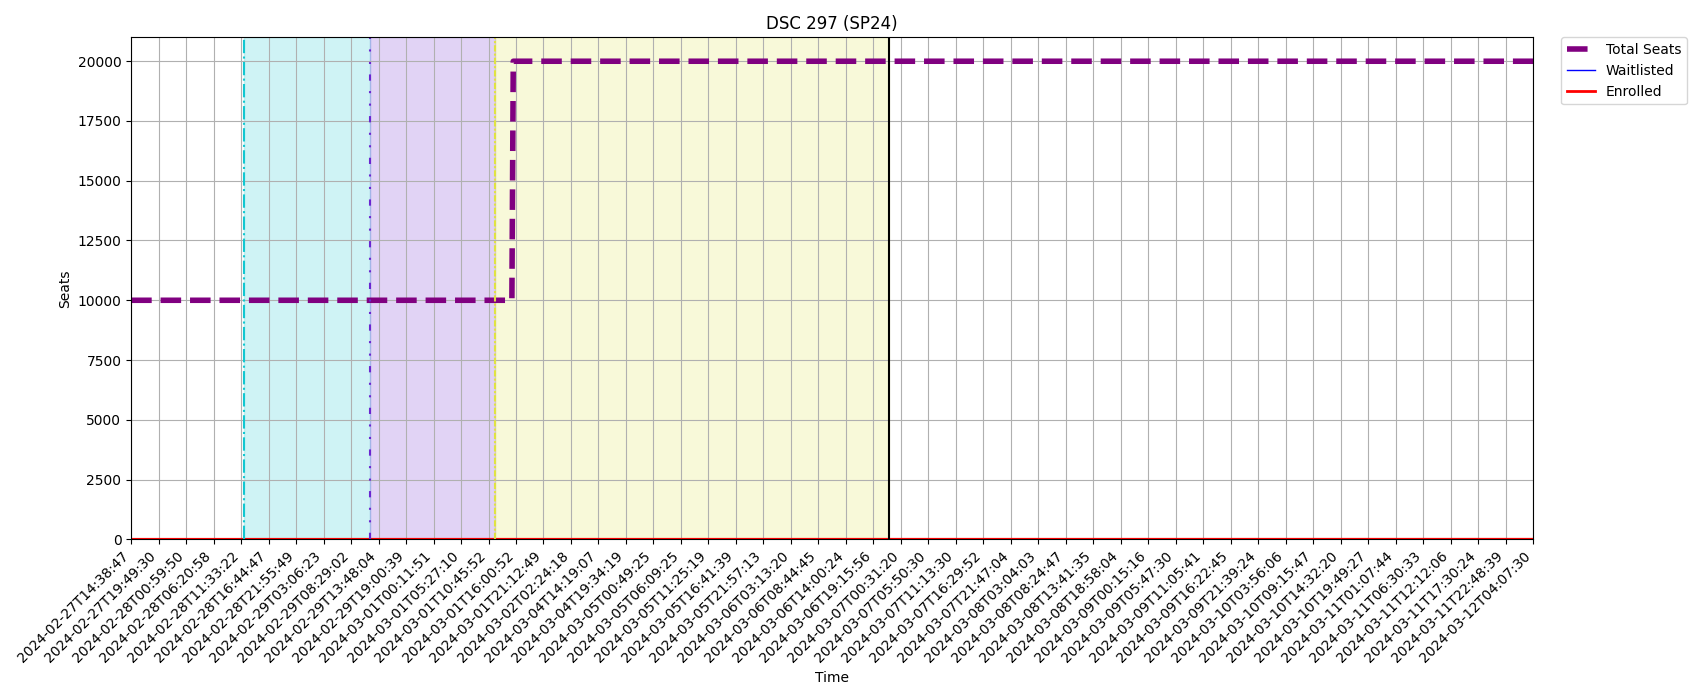 DSC 297 (SP24)
Total Seats
Waitlisted
Enrolled
20000
17500
15000
12500
10000
7500
5000
2500
0
Seats
2024-02-27T14:38:47
2024-02-27T19:49:30
2024-02-28T00:59:50
2024-02-28T06:20:58
2024-02-28T11:33:22
2024-02-28T16:44:47
2024-02-28T21:55:49
2024-02-29T03:06:23
2024-02-29T08:29:02
2024-02-29T13:48:04
2024-02-29T19:00:39
2024-03-01T00:11:51
2024-03-01T05:27:10
2024-03-01T10:45:52
2024-03-01T16:00:52
2024-03-01T21:12:49
2024-03-02T02:24:18
2024-03-04T14:19:07
2024-03-04T19:34:19
2024-03-05T00:49:25
2024-03-05T06:09:25
2024-03-05T11:25:19
2024-03-05T16:41:39
2024-03-05T21:57:13
2024-03-06T03:13:20
2024-03-06T08:44:45
2024-03-06T14:00:24
2024-03-06T19:15:56
2024-03-07T00:31:20
2024-03-07T05:50:30
2024-03-07T11:13:30
2024-03-07T16:29:52
2024-03-07T21:47:04
2024-03-08T03:04:03
2024-03-08T08:24:47
2024-03-08T13:41:35
2024-03-08T18:58:04
2024-03-09T00:15:16
2024-03-09T05:47:30
2024-03-09T11:05:41
2024-03-09T16:22:45
2024-03-09T21:39:24
2024-03-10T03:56:06
2024-03-10T09:15:47
2024-03-10T14:32:20
2024-03-10T19:49:27
2024-03-11T01:07:44
2024-03-11T06:30:33
2024-03-11T12:12:06
2024-03-11T17:30:24
2024-03-11T22:48:39
2024-03-12T04:07:30
Time